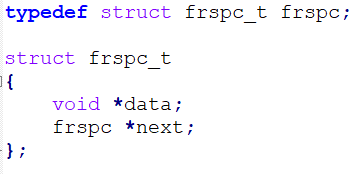 typedef struct frspc_t frspc;
struct frspc_t
{
    void *data;
    frspc *next;
};